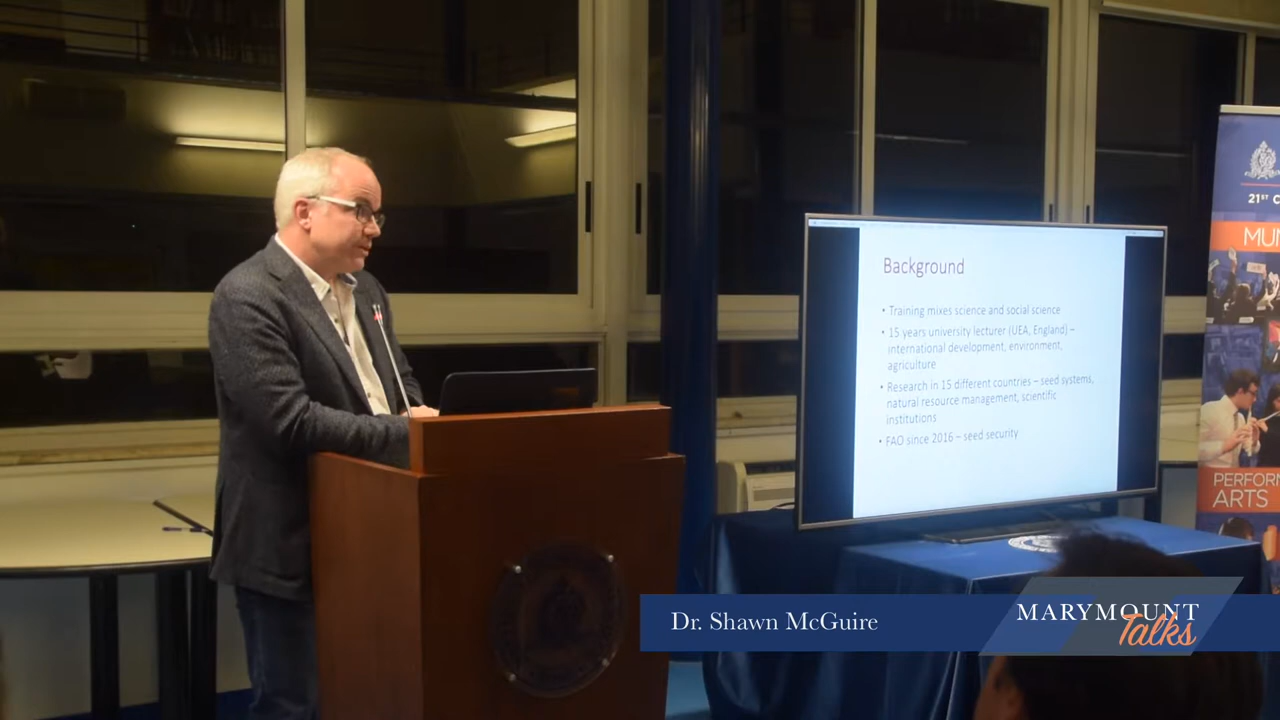 Background
• Training mixes science and social science
• 15 years university lecturer (UEA, England) –
international development, environment,
agriculture
• Research in 15 different countries – seed systems,
natural resource management, scientific
institutions
• FAO since 2016 – seed security
21ST C
MUN
PERFOR
ARTS
Dr. Shawn McGuire
MARYMOUNT
Talks